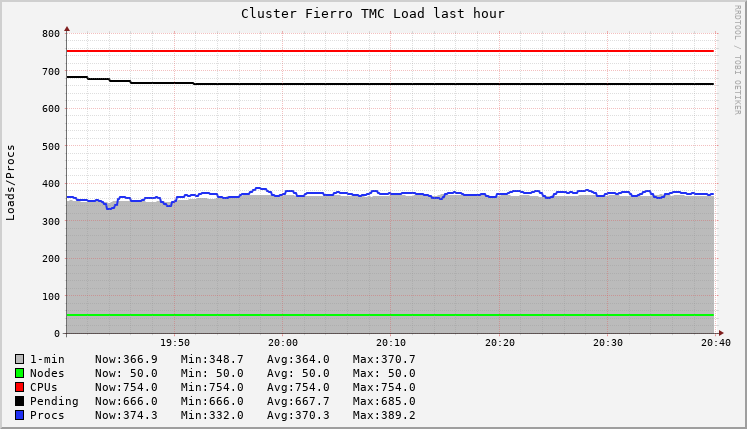 Cluster Fierro TMC Load last hour
RRDTOOL / TOBI OETIKER
Loads/Procs
800
700
600
500
400
300
200
100
0
19:50 20:00 20:10 20:20 20:30 20:40
1-min Now:366.9 Min:348.7 Avg:364.0 Max:370.7
Nodes Now: 50.0 Min: 50.0 Avg: 50.0 Max: 50.0
CPUs Now:754.0 Min:754.0 Avg:754.0 Max:754.0
Pending Now:666.0 Min:666.0 Avg:667.7 Max:685.0
Procs Now:374.3 Min:332.0 Avg:370.3 Max:389.2